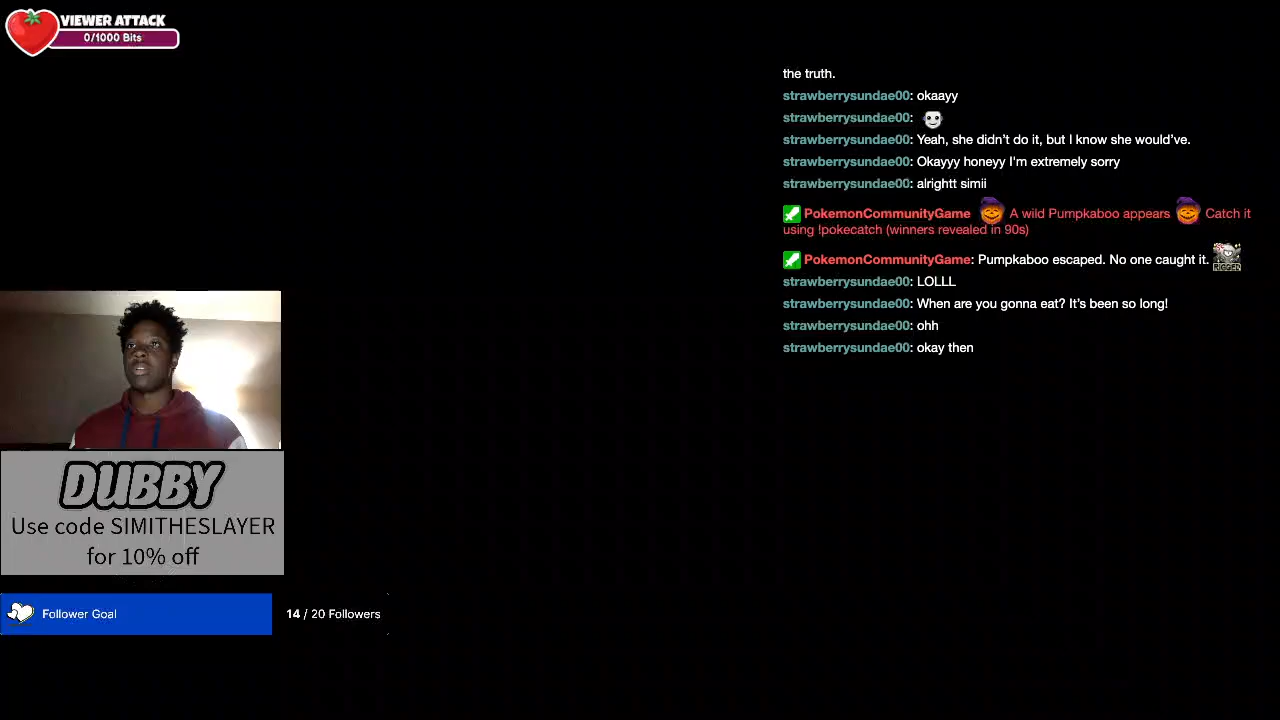 VIEWER ATTACK
0/1000 Bits
the truth.
strawberrysundae00: okaayy
strawberrysundae00:
strawberrysundae00: Yeah, she didn't do it, but I know she would've.
strawberrysundae00: Okayyy honeyy I'm extremely sorry
strawberrysundae00: alrightt simii
PokemonCommunityGame A wild Pumpkaboo appears Catch it
using !pokecatch (winners revealed in 90s)
PokemonCommunityGame: Pumpkaboo escaped. No one caught it. RIGGED
strawberrysundae00: LOLLL
strawberrysundae00: When are you gonna eat? It's been so long!
strawberrysundae00: ohh
strawberrysundae00: okay then
DUBBY
Use code SIMITHESLAYER
for 10% off
Follower Goal 14 / 20 Followers